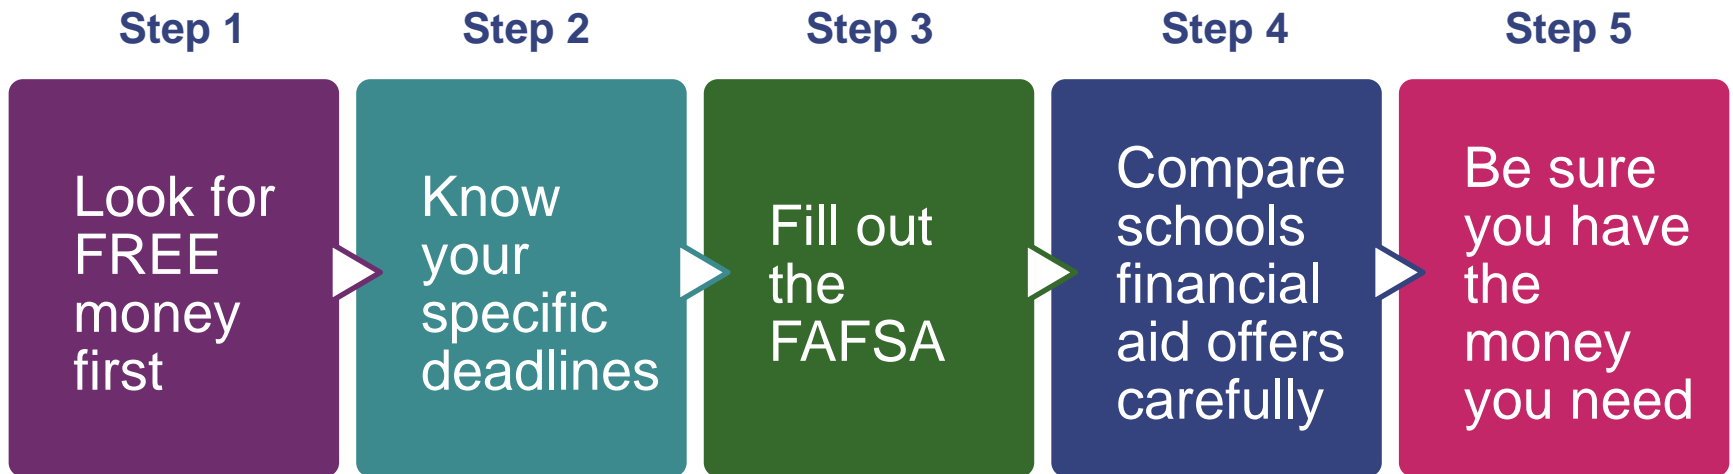 Step 1
Look for
FREE
money
first
Step 2
Know
your
specific
deadlines
Step 3
Fill out
the
FAFSA
Step 4
Compare
schools
financial
aid offers
carefully
Step 5
Be sure
you have
the
money
you need